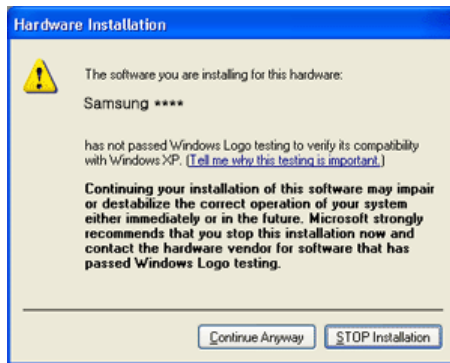 Hardware Installation
The software you are installing for this hardware:
Samsung ****
has not passed Windows Logo testing to verify its compatibility
with Windows XP. (Tell me why this testing is important.)
Continuing your installation of this software may impair
or destabilize the correct operation of your system
either immediately or in the future. Microsoft strongly
recommends that you stop this installation now and
contact the hardware vendor for software that has
passed Windows Logo testing.
Continue Anyway
STOP Installation